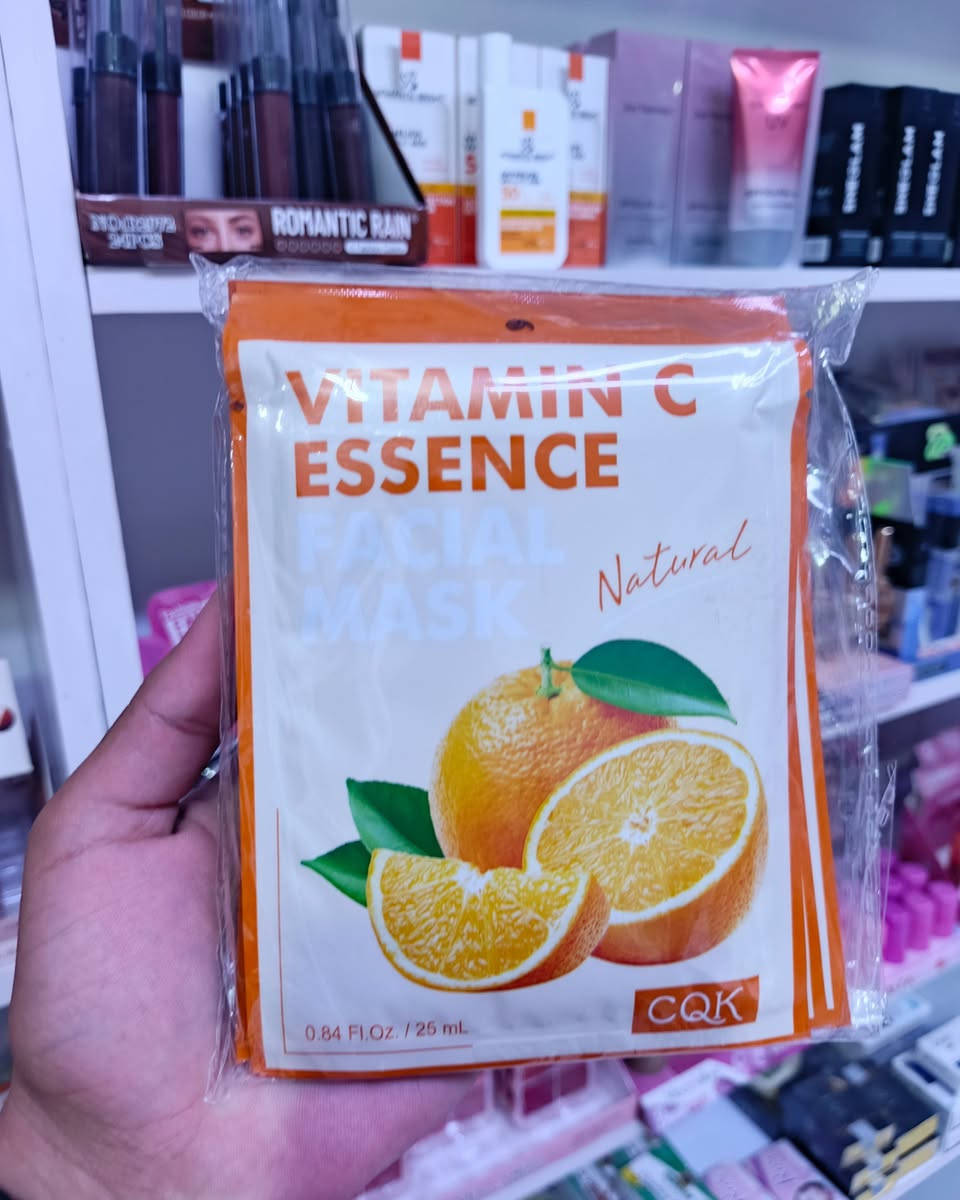 ROMANTIC RAIN
SHEGLAM
SHEGLAM
SHEGLAM
VITAMIN C
ESSENCE
FACIAL
MASK
Natural
CQK
0.84 Fl.Oz. / 25 mL